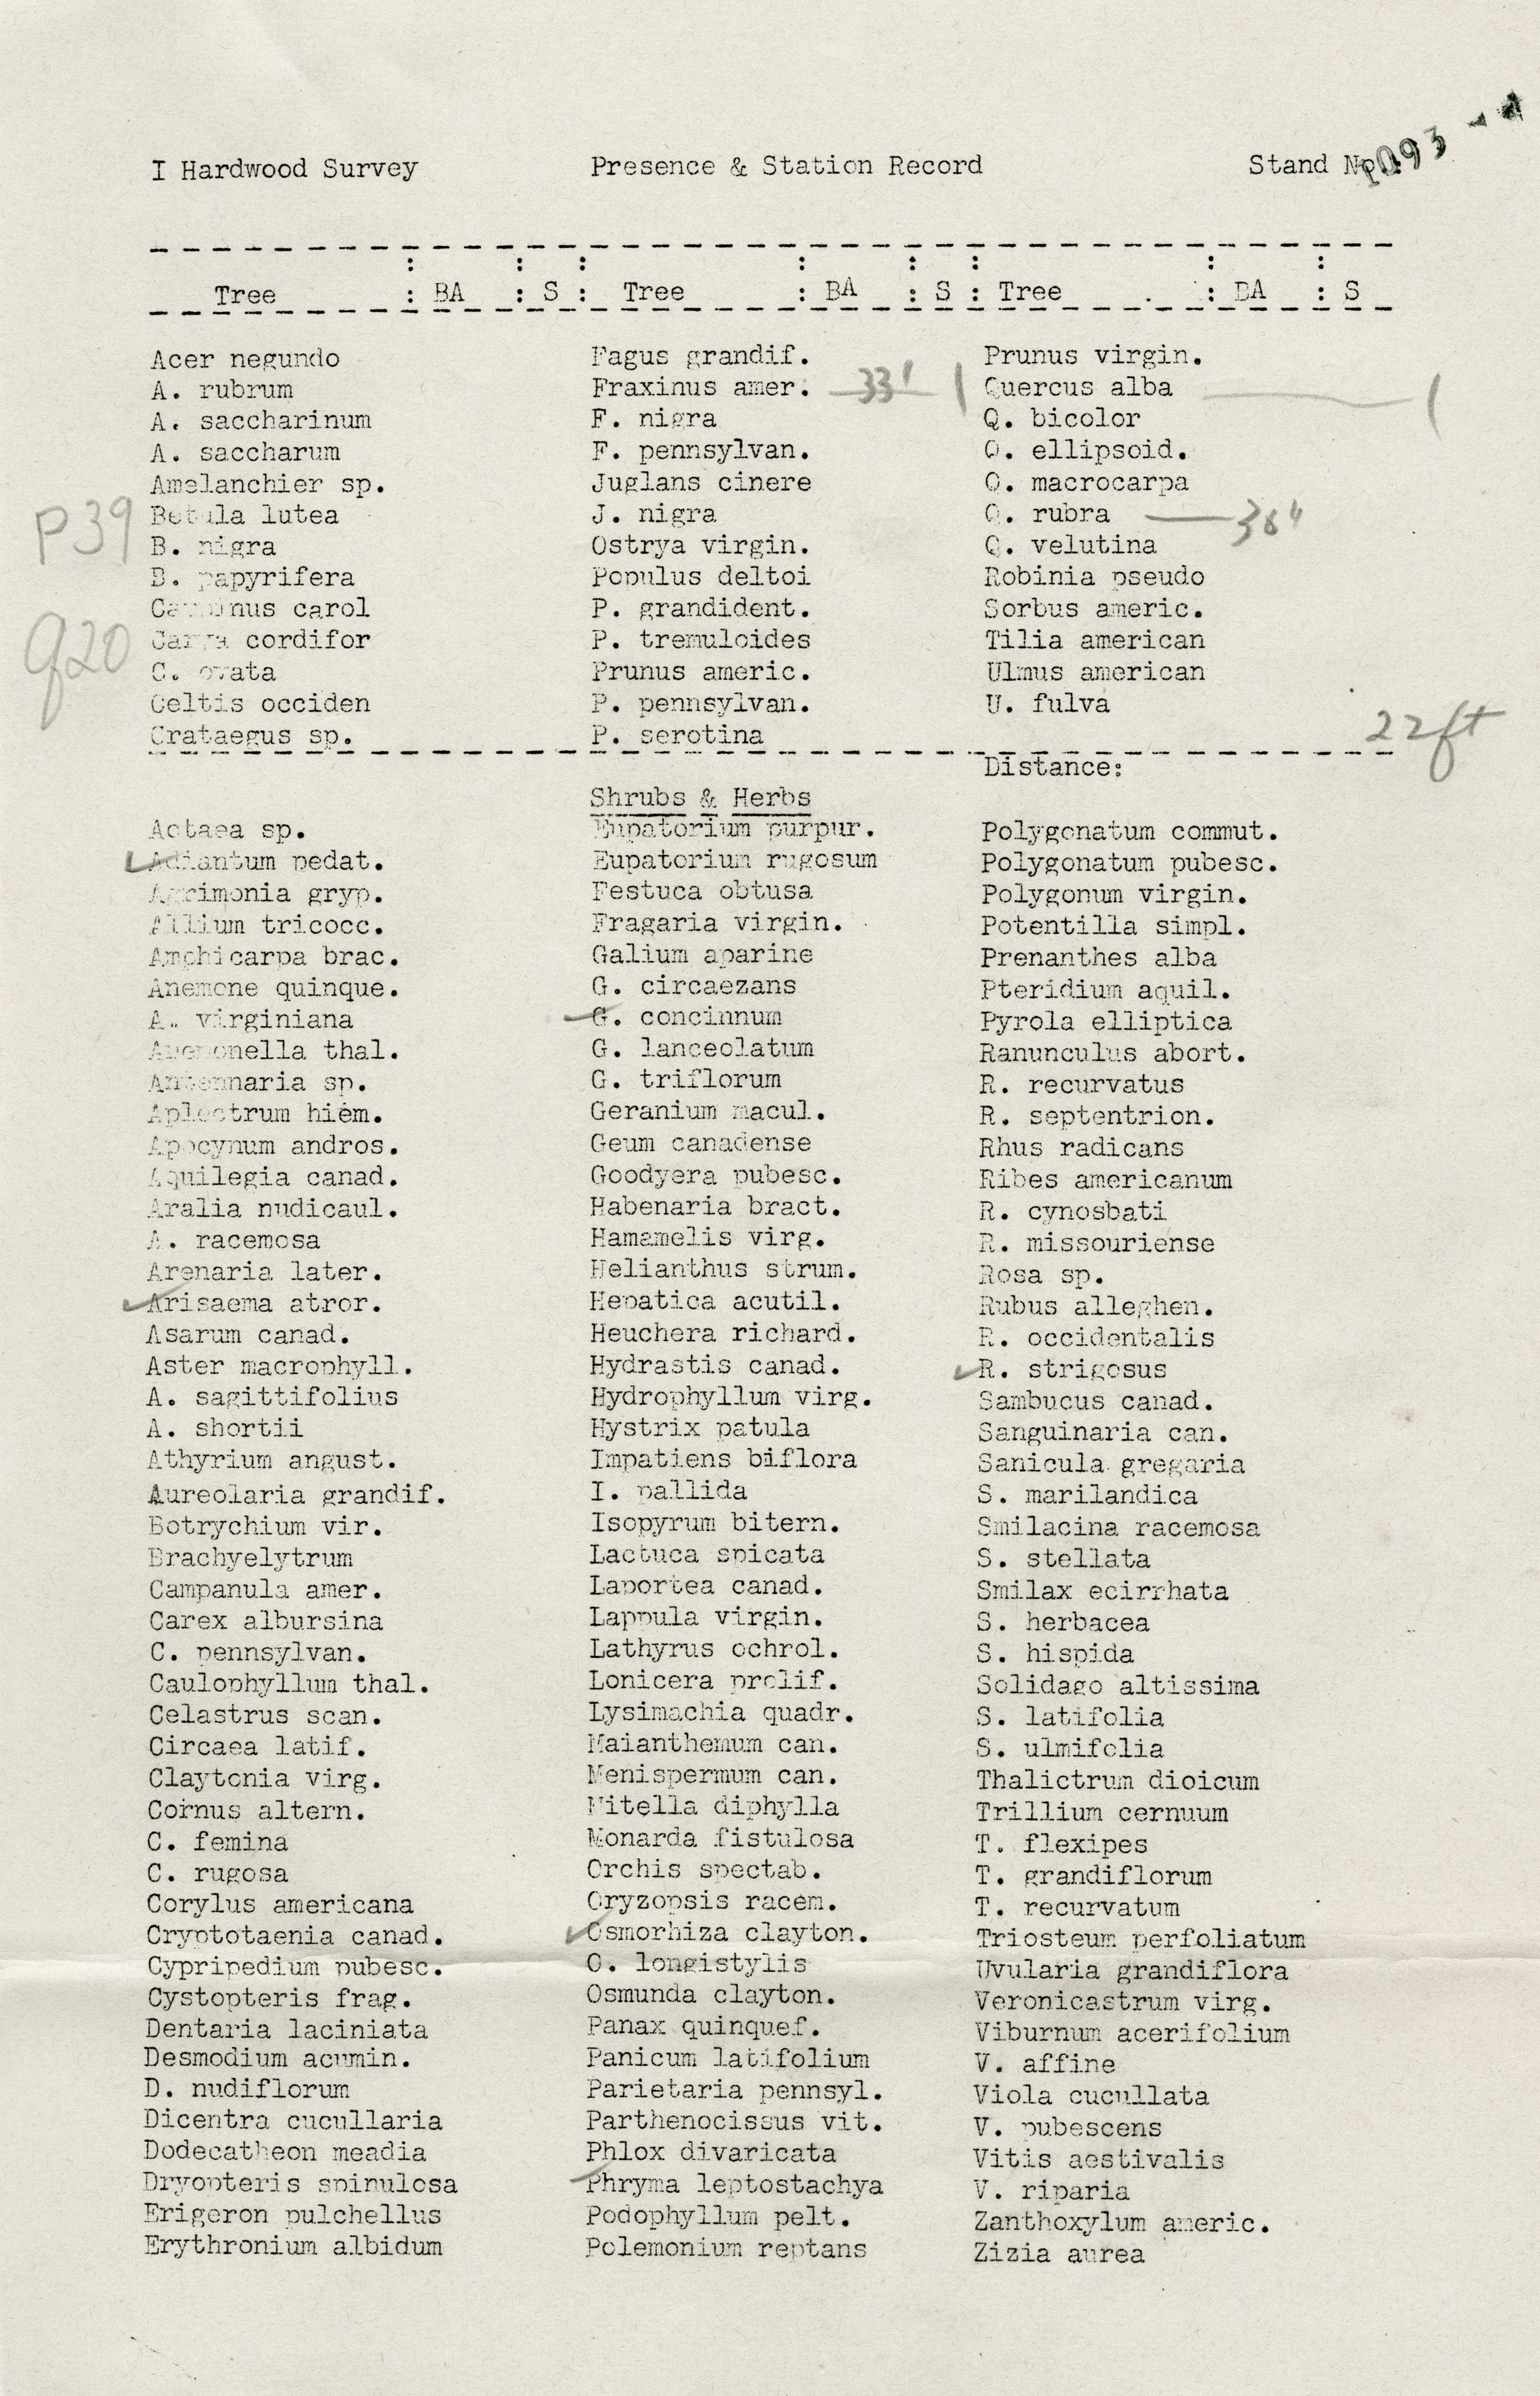 I Hardwood Survey Presence & Station Record Stand No. 1093
Tree : BA : S : Tree : BA : S : Tree : BA : S
Acer negundo Fagus grandif. Prunus virgin.
A. rubrum Fraxinus amer. 33' Quercus alba
A. saccharinum F. nigra Q. bicolor
A. saccharum F. pennsylvan. Q. ellipsoid.
Amelanchier sp. Juglans cinere Q. macrocarpa
P39 Betula lutea J. nigra Q. rubra
B. nigra Ostrya virgin. Q. velutina
B. papyrifera Populus deltoi Robinia pseudo
Carpinus carol P. grandident. Sorbus americ.
Q20 Carya cordifor P. tremuloides Tilia american
C. ovata Prunus americ. Ulmus american
Celtis occiden P. pennsylvan. U. fulva
Crataegus sp. P. serotina 22ft
Distance:
Shrubs & Herbs
Actaea sp. Eupatorium purpur. Polygonatum commut.
Adiantum pedat. Eupatorium rugosum Polygonatum pubesc.
Agrimonia gryp. Festuca obtusa Polygonum virgin.
Allium tricocc. Fragaria virgin. Potentilla simpl.
Amphicarpa brac. Galium aparine Prenanthes alba
Anemone quinque. G. circaezans Pteridium aquil.
A. virginiana G. concinnum Pyrola elliptica
Anemonella thal. G. lanceolatum Ranunculus abort.
Antennaria sp. G. triflorum R. recurvatus
Aplectrum hiem. Geranium macul. R. septentrion.
Apocynum andros. Geum canadense Rhus radicans
Aquilegia canad. Goodyera pubesc. Ribes americanum
Aralia nudicaul. Habenaria bract. R. cynosbati
A. racemosa Hamamelis virg. R. missouriense
Arenaria later. Helianthus strum. Rosa sp.
Arisaema atror. Hepatica acutil. Rubus alleghen.
Asarum canad. Heuchera richard. R. occidentalis
Aster macrophyll. Hydrastis canad. R. strigosus
A. sagittifolius Hydrophyllum virg. Sambucus canad.
A. shortii Hystrix patula Sanguinaria can.
Athyrium angust. Impatiens biflora Sanicula gregaria
Aureolaria grandif. I. pallida S. marilandica
Botrychium vir. Isopyrum bitern. Smilacina racemosa
Brachyelytrum Lactuca spicata S. stellata
Campanula amer. Laportea canad. Smilax ecirrhata
Carex albursina Lappula virgin. S. herbacea
C. pennsylvan. Lathyrus ochrol. S. hispida
Caulophyllum thal. Lonicera prolif. Solidago altissima
Celastrus scan. Lysimachia quadr. S. latifolia
Circaea latif. Maianthemum can. S. ulmifolia
Claytonia virg. Menispermum can. Thalictrum dioicum
Cornus altern. Mitella diphylla Trillium cernuum
C. femina Monarda fistulosa T. flexipes
C. rugosa Orchis spectab. T. grandiflorum
Corylus americana Oryzopsis racem. T. recurvatum
Cryptotaenia canad. Osmorhiza clayton. Triosteum perfoliatum
Cypripedium pubesc. O. longistylis Uvularia grandiflora
Cystopteris frag. Osmunda clayton. Veronicastrum virg.
Dentaria laciniata Panax quinquef. Viburnum acerifolium
Desmodium acumin. Panicum latifolium V. affine
D. nudiflorum Parietaria pennsyl. Viola cucullata
Dicentra cucullaria Parthenocissus vit. V. pubescens
Dodecatheon meadia Phlox divaricata Vitis aestivalis
Dryopteris spinulosa Phryma leptostachya V. riparia
Erigeron pulchellus Podophyllum pelt. Zanthoxylum americ.
Erythronium albidum Polemonium reptans Zizia aurea